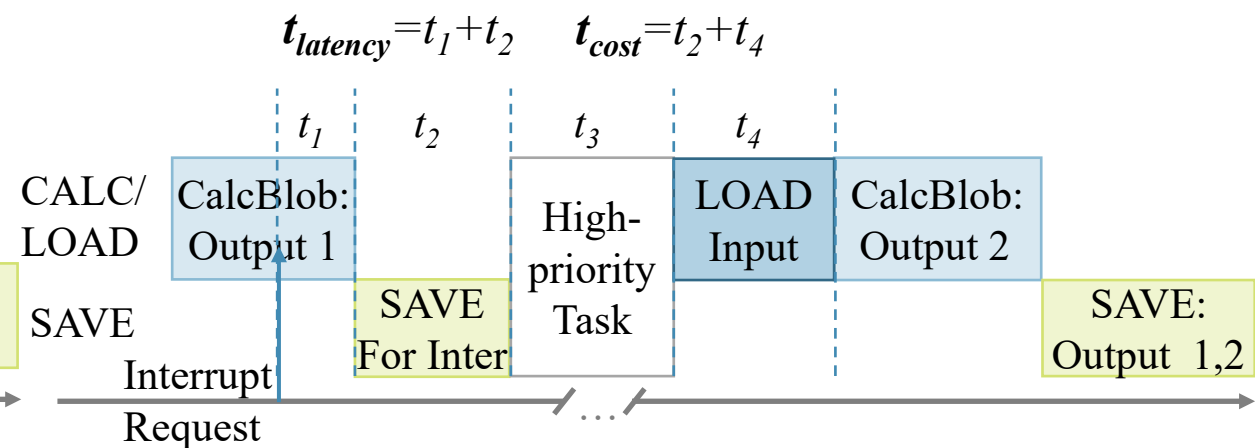 t_latency=t_1+t_2 t_cost=t_2+t_4
t_1 t_2 t_3 t_4
CALC/
LOAD
CalcBlob:
Output 1
High-
priority
Task
LOAD
Input
CalcBlob:
Output 2
SAVE
SAVE
For Inter
SAVE:
Output 1,2
Interrupt
Request
...